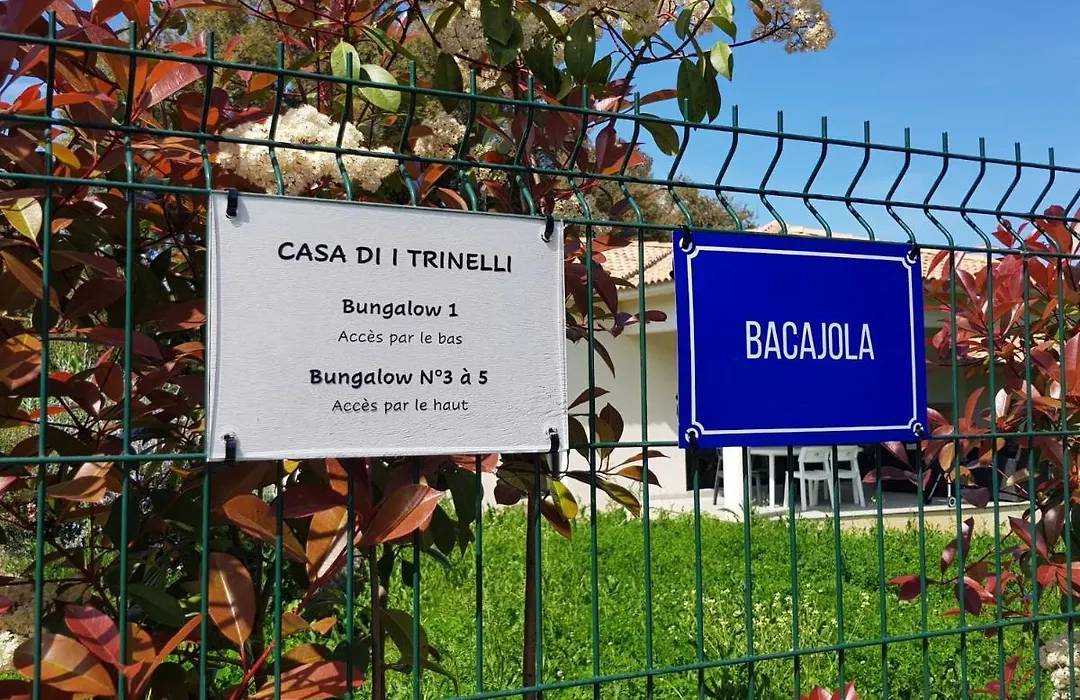 CASA DI I TRINELLI
Bungalow 1
Accès par le bas
Bungalow N°3 à 5
Accès par le haut
BACAJOLA